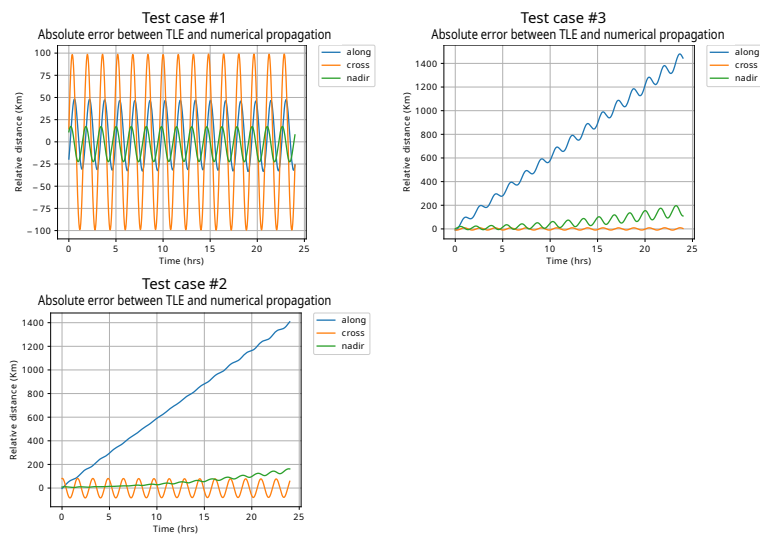 Test case #1
Absolute error between TLE and numerical propagation
100
75
50
25
0
−25
−50
−75
−100
Relative distance (Km)
0
5
10
15
20
25
Time (hrs)
along
cross
nadir
Test case #3
Absolute error between TLE and numerical propagation
1400
1200
1000
800
600
400
200
0
Relative distance (Km)
0
5
10
15
20
25
Time (hrs)
along
cross
nadir
Test case #2
Absolute error between TLE and numerical propagation
1400
1200
1000
800
600
400
200
0
Relative distance (Km)
0
5
10
15
20
25
Time (hrs)
along
cross
nadir